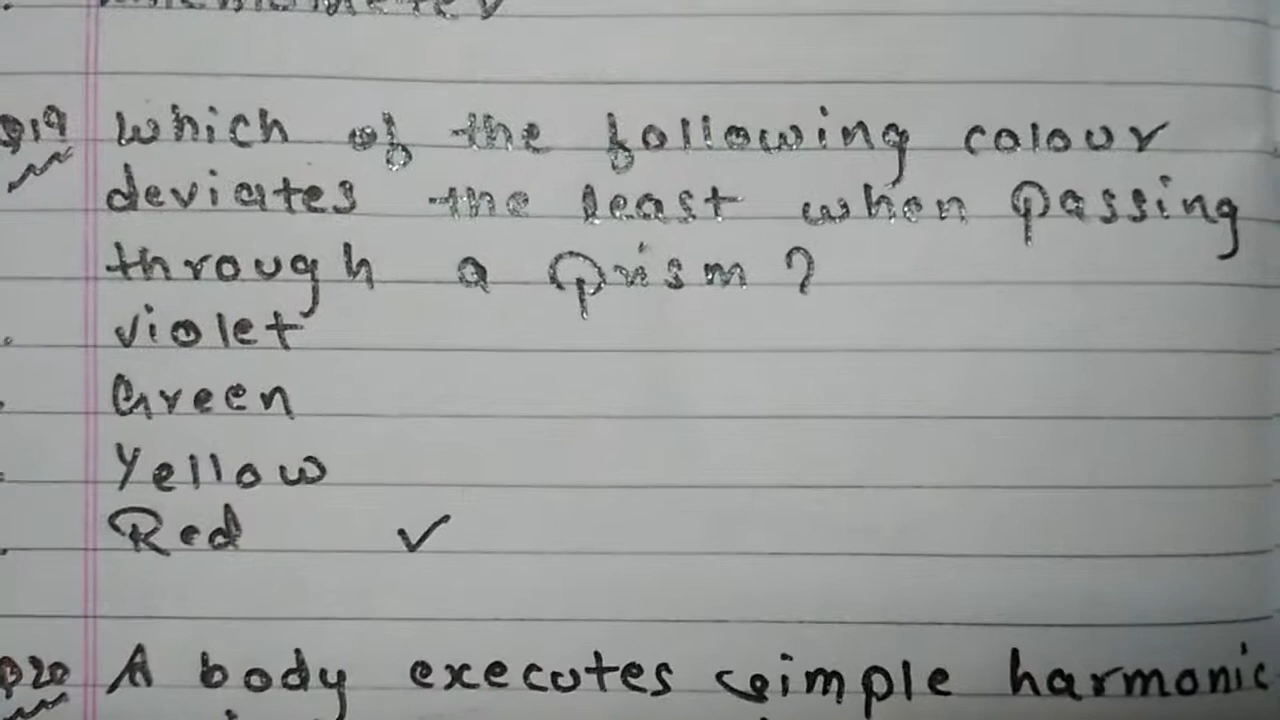 Q19 Which of the following colour
deviates the least when passing
through a prism?
violet
Green
Yellow
Red ✓
Q20 A body executes simple harmonic